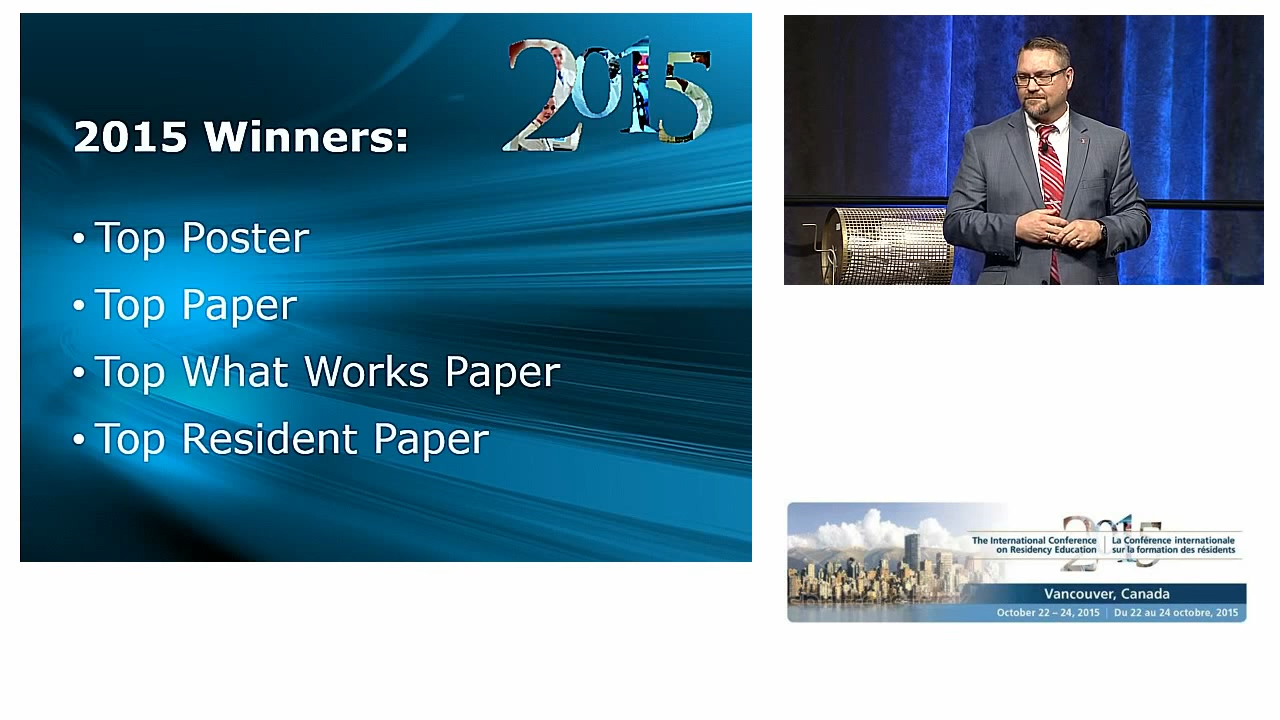 2015
2015 Winners:
• Top Poster
• Top Paper
• Top What Works Paper
• Top Resident Paper
2015
The International Conference
on Residency Education
La Conférence internationale
sur la formation des résidents
Vancouver, Canada
October 22 – 24, 2015 | Du 22 au 24 octobre, 2015